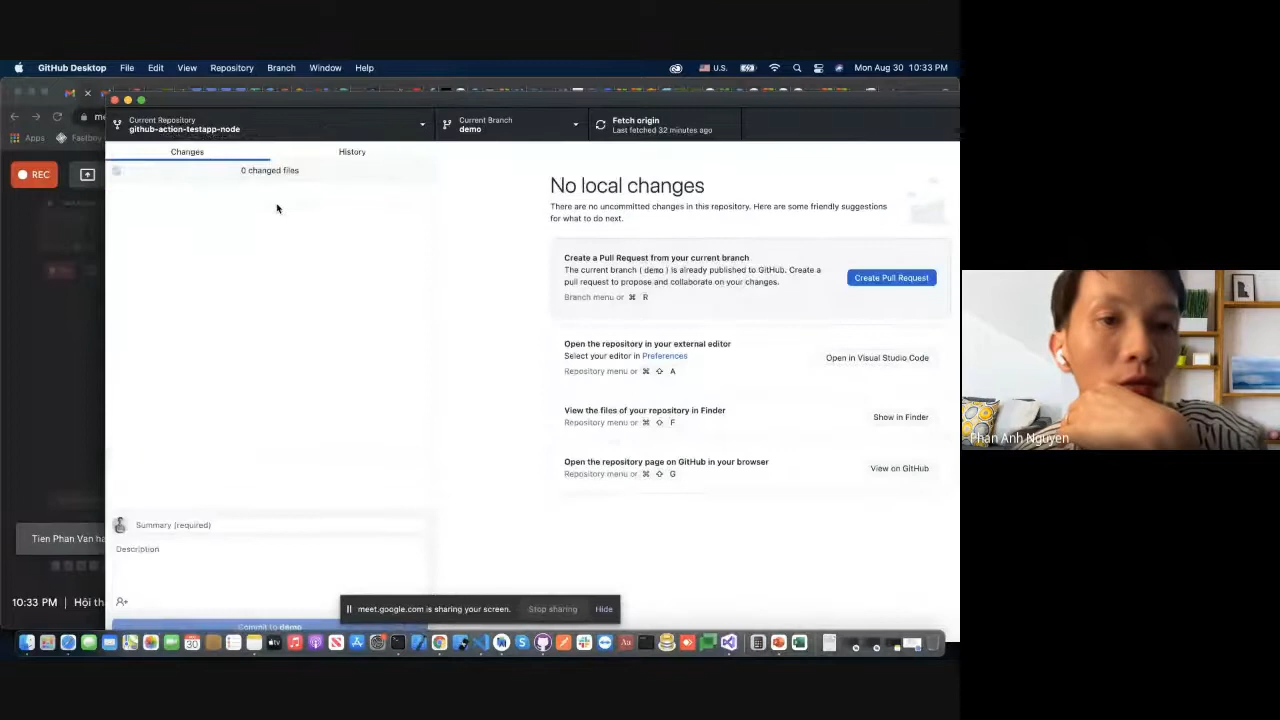 GitHub Desktop File Edit View Repository Branch Window Help U.S. Mon Aug 30 10:33 PM
Current Repository
github-action-testapp-node
Current Branch
demo
Fetch origin
Last fetched 32 minutes ago
Apps Fastboy
Changes History
0 changed files
REC
No local changes
There are no uncommitted changes in this repository. Here are some friendly suggestions
for what to do next.
Create a Pull Request from your current branch
The current branch ( demo ) is already published to GitHub. Create a
pull request to propose and collaborate on your changes.
Branch menu or ⌘ R
Create Pull Request
Open the repository in your external editor
Select your editor in Preferences
Repository menu or ⌘ ⇧ A
Open in Visual Studio Code
View the files of your repository in Finder
Repository menu or ⌘ ⇧ F
Show in Finder
Open the repository page on GitHub in your browser
Repository menu or ⌘ ⇧ G
View on GitHub
Summary (required)
Description
Tien Phan Van ha
Commit to demo
10:33 PM | Hội th
meet.google.com is sharing your screen. Stop sharing Hide
30
Phan Anh Nguyen